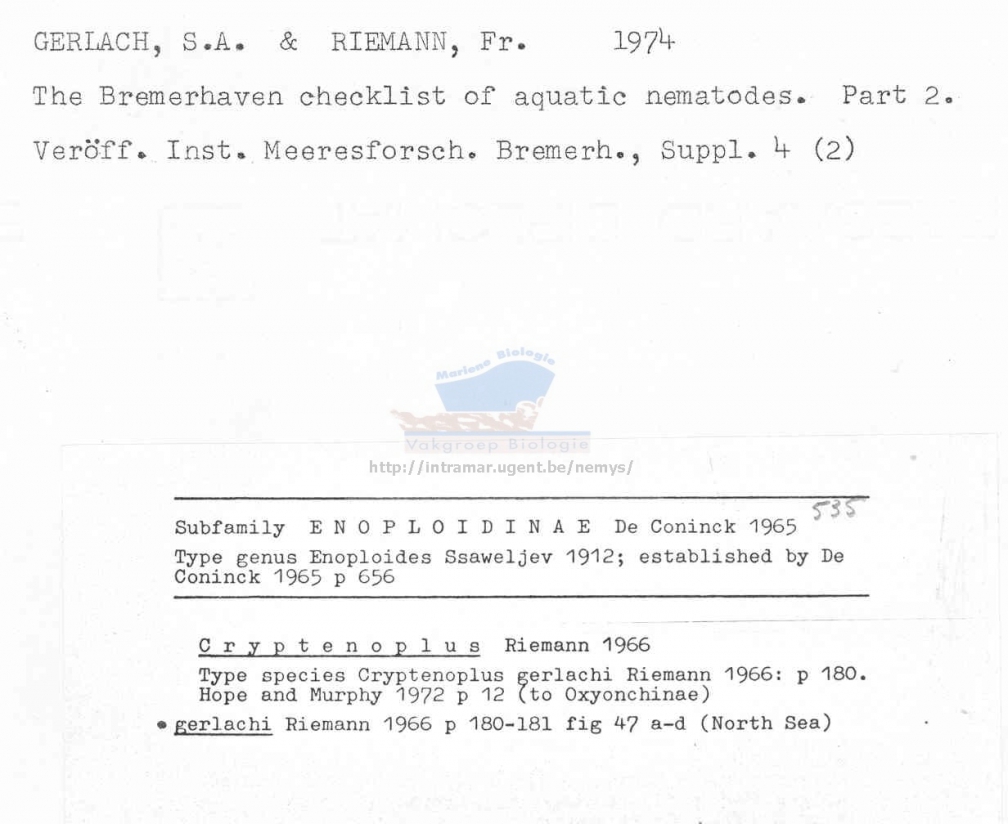 GERLACH, S.A. & RIEMANN, Fr. 1974
The Bremerhaven checklist of aquatic nematodes. Part 2.
Veröff. Inst. Meeresforsch. Bremerh., Suppl. 4 (2)
Mariene Biologie
Vakgroep Biologie
http://intramar.ugent.be/nemys/
535
Subfamily E N O P L O I D I N A E De Coninck 1965
Type genus Enoploides Ssaweljev 1912; established by De
Coninck 1965 p 656
C r y p t e n o p l u s Riemann 1966
Type species Cryptenoplus gerlachi Riemann 1966: p 180.
Hope and Murphy 1972 p 12 (to Oxyonchinae)
• gerlachi Riemann 1966 p 180-181 fig 47 a-d (North Sea)